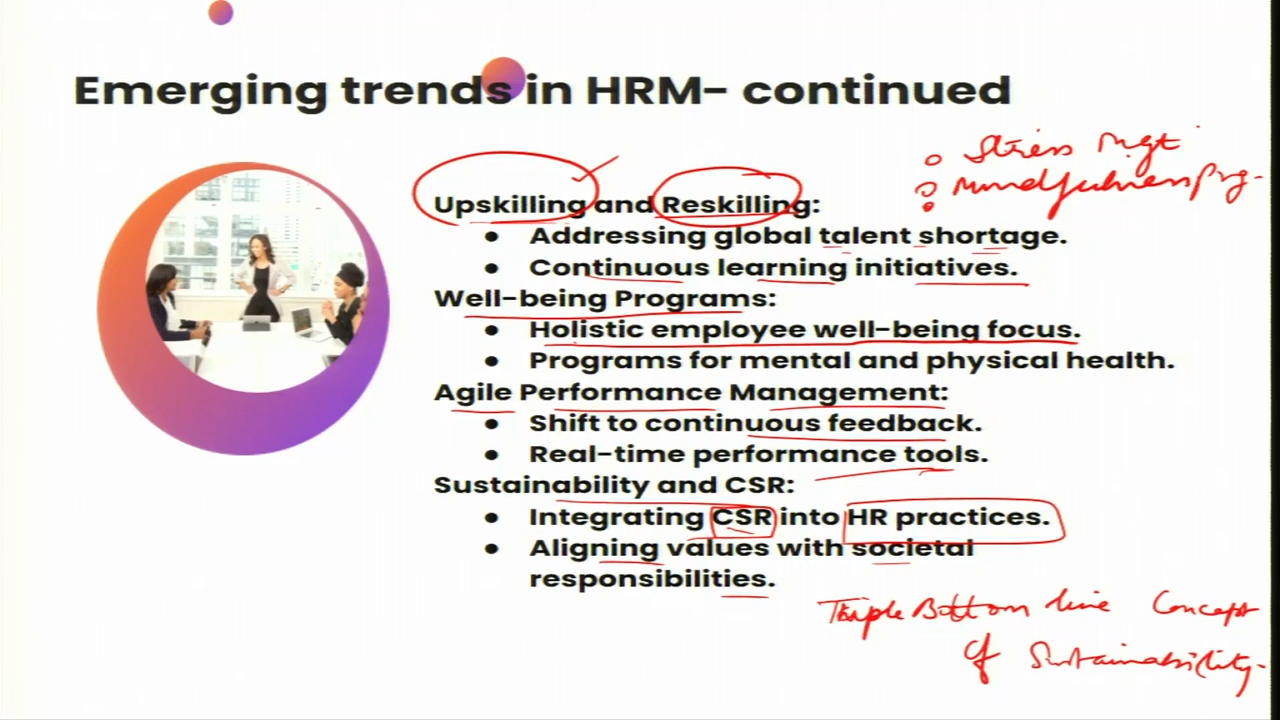 Emerging trends in HRM- continued
Stress Mgt
Mindfulness Prg.
Upskilling and Reskilling:
• Addressing global talent shortage.
• Continuous learning initiatives.
Well-being Programs:
• Holistic employee well-being focus.
• Programs for mental and physical health.
Agile Performance Management:
• Shift to continuous feedback.
• Real-time performance tools.
Sustainability and CSR:
• Integrating CSR into HR practices.
• Aligning values with societal
responsibilities.
Triple Bottom line Concept
of Sustainability.